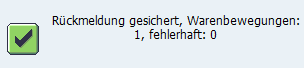 Rückmeldung gesichert, Warenbewegungen:
1, fehlerhaft: 0